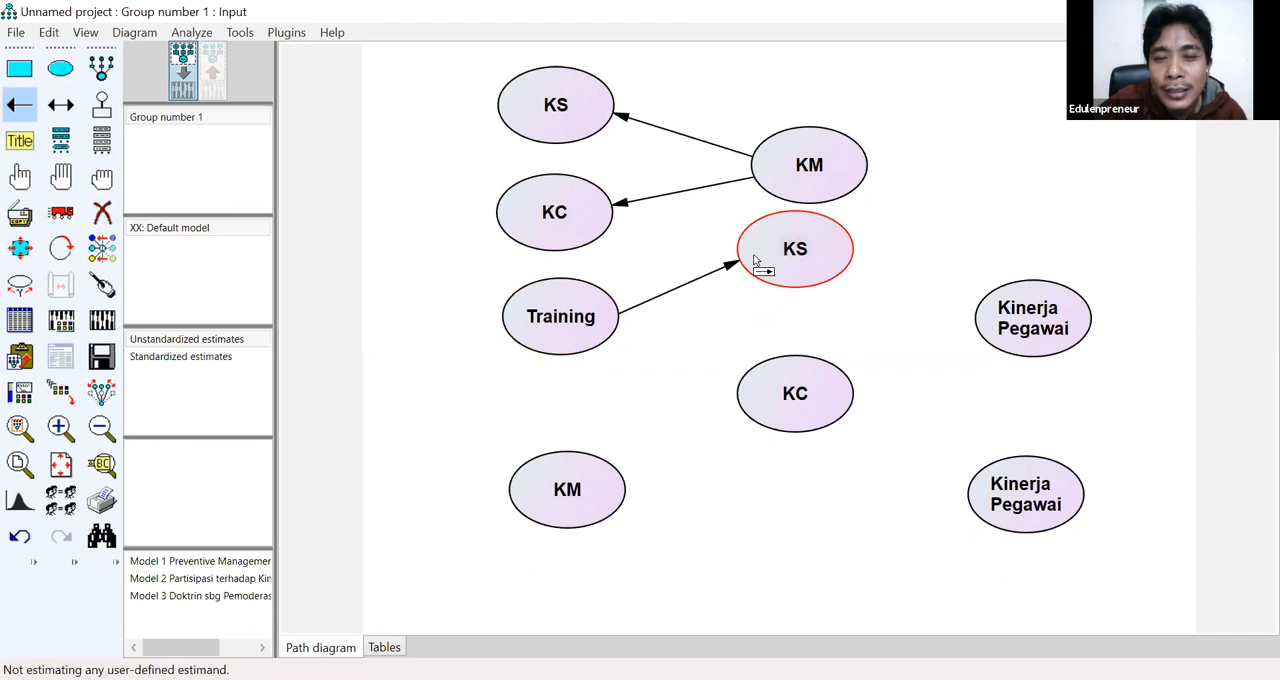 Unnamed project : Group number 1 : Input
File Edit View Diagram Analyze Tools Plugins Help
Edulenpreneur
Title
Group number 1
XX: Default model
Unstandardized estimates
Standardized estimates
Model 1 Preventive Managemer
Model 2 Partisipasi terhadap Kin
Model 3 Doktrin sbg Pemoderas
KS
KM
KC
KS
Training
Kinerja
Pegawai
KC
KM
Kinerja
Pegawai
Path diagram Tables
Not estimating any user-defined estimand.